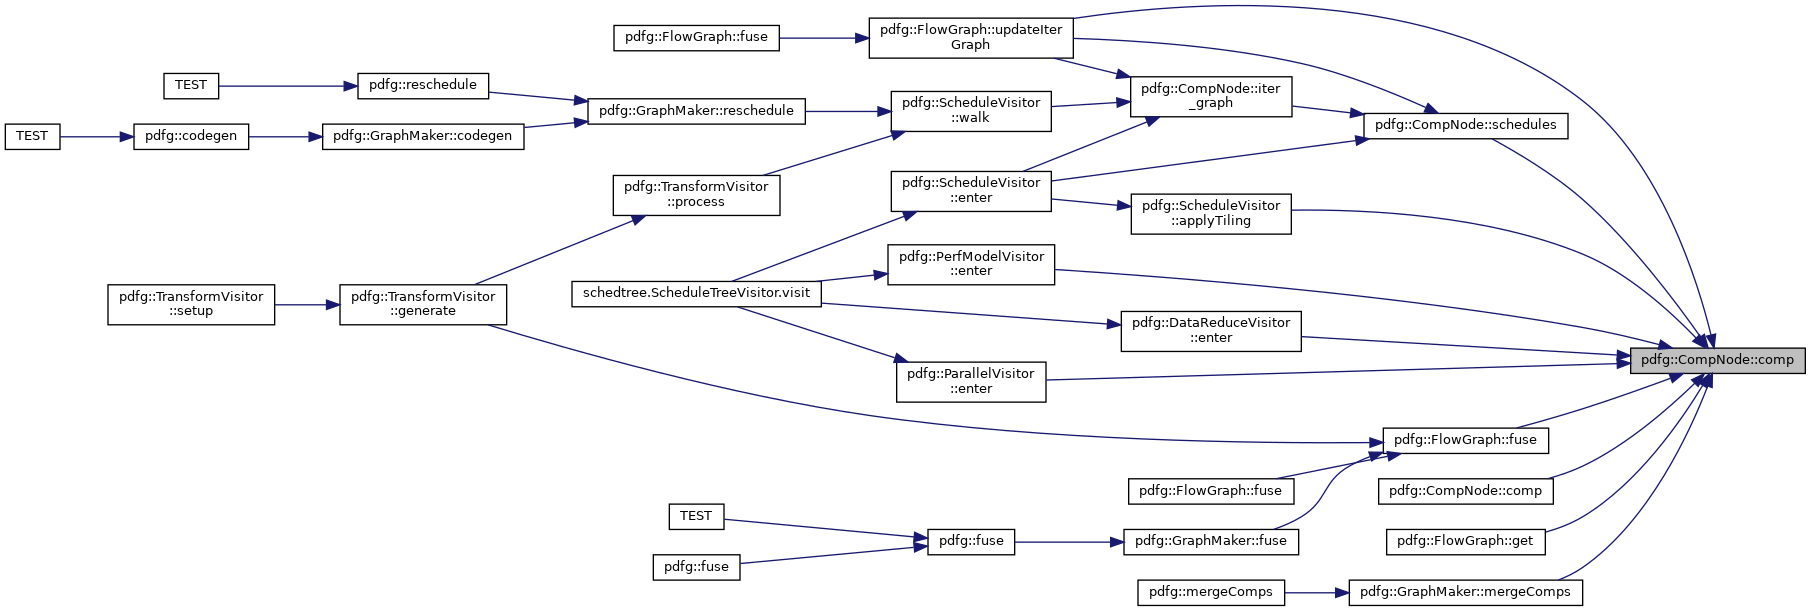 pdfg::FlowGraph::fuse
pdfg::FlowGraph::updateIter
Graph
TEST
pdfg::reschedule
pdfg::CompNode::iter
_graph
pdfg::ScheduleVisitor
::walk
pdfg::GraphMaker::reschedule
pdfg::CompNode::schedules
TEST
pdfg::codegen
pdfg::GraphMaker::codegen
pdfg::TransformVisitor
::process
pdfg::ScheduleVisitor
::enter
pdfg::ScheduleVisitor
::applyTiling
pdfg::PerfModelVisitor
::enter
schedtree.ScheduleTreeVisitor.visit
pdfg::TransformVisitor
::setup
pdfg::TransformVisitor
::generate
pdfg::DataReduceVisitor
::enter
pdfg::CompNode::comp
pdfg::ParallelVisitor
::enter
pdfg::FlowGraph::fuse
pdfg::FlowGraph::fuse
pdfg::CompNode::comp
TEST
pdfg::fuse
pdfg::GraphMaker::fuse
pdfg::FlowGraph::get
pdfg::fuse
pdfg::mergeComps
pdfg::GraphMaker::mergeComps